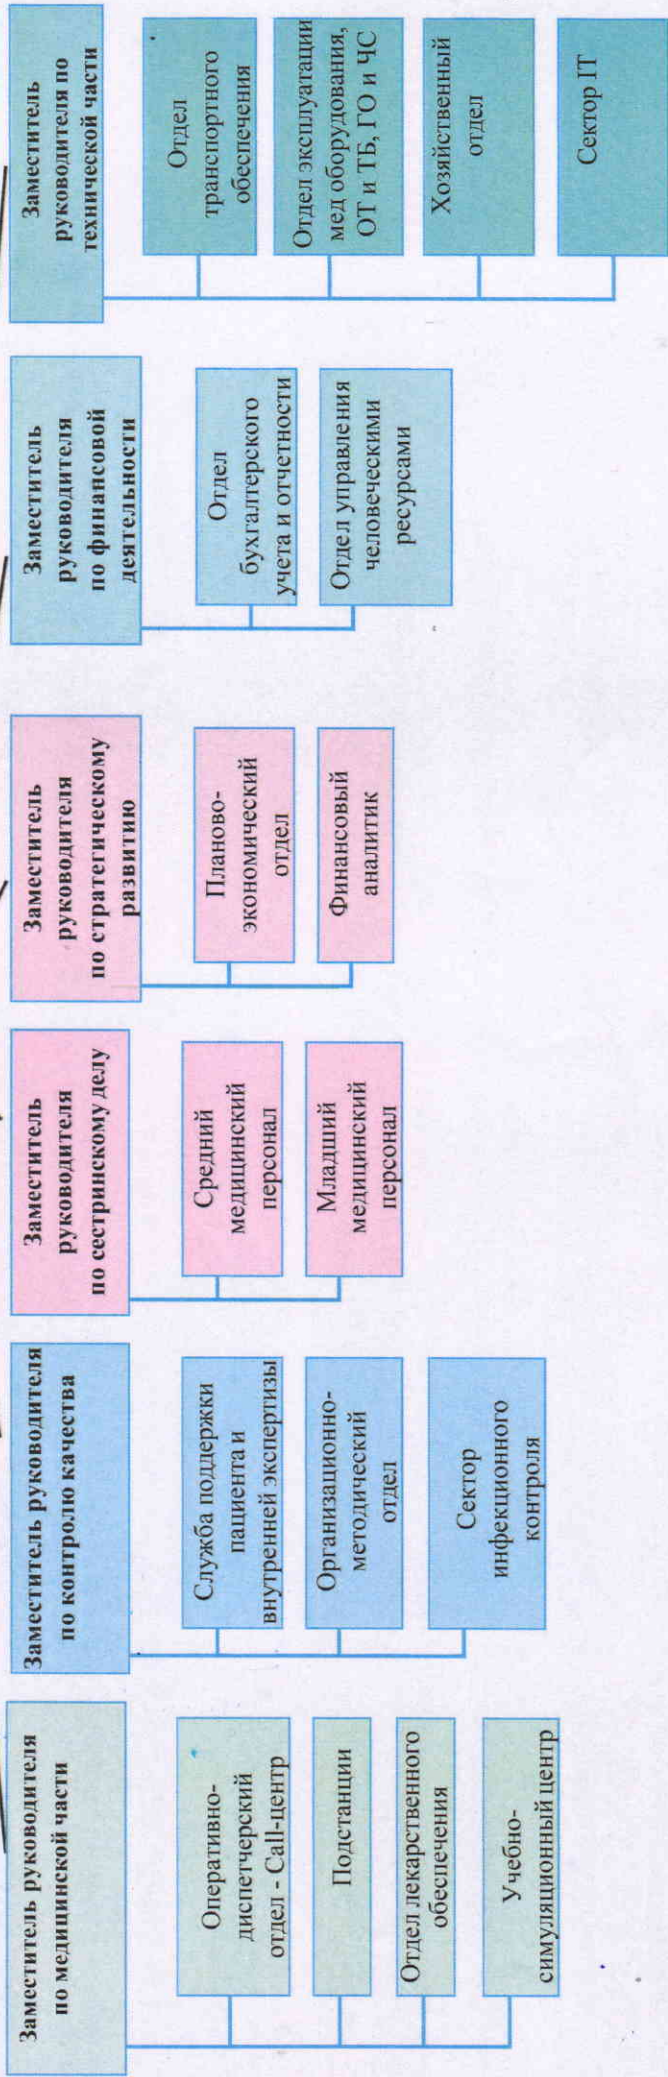 Заместитель руководителя
по медицинской части
Оперативно-
диспетчерский
отдел - Call-центр
Подстанции
Отдел лекарственного
обеспечения
Учебно-
симуляционный центр
Заместитель руководителя
по контролю качества
Служба поддержки
пациента и
внутренней экспертизы
Организационно-
методический
отдел
Сектор
инфекционного
контроля
Заместитель
руководителя
по сестринскому делу
Средний
медицинский
персонал
Младший
медицинский
персонал
Заместитель
руководителя
по стратегическому
развитию
Планово-
экономический
отдел
Финансовый
аналитик
Заместитель
руководителя
по финансовой
деятельности
Отдел
бухгалтерского
учета и отчетности
Отдел управления
человеческими
ресурсами
Заместитель
руководителя по
технической части
Отдел
транспортного
обеспечения
Отдел эксплуатации
мед оборудования,
ОТ и ТБ, ГО и ЧС
Хозяйственный
отдел
Сектор IT